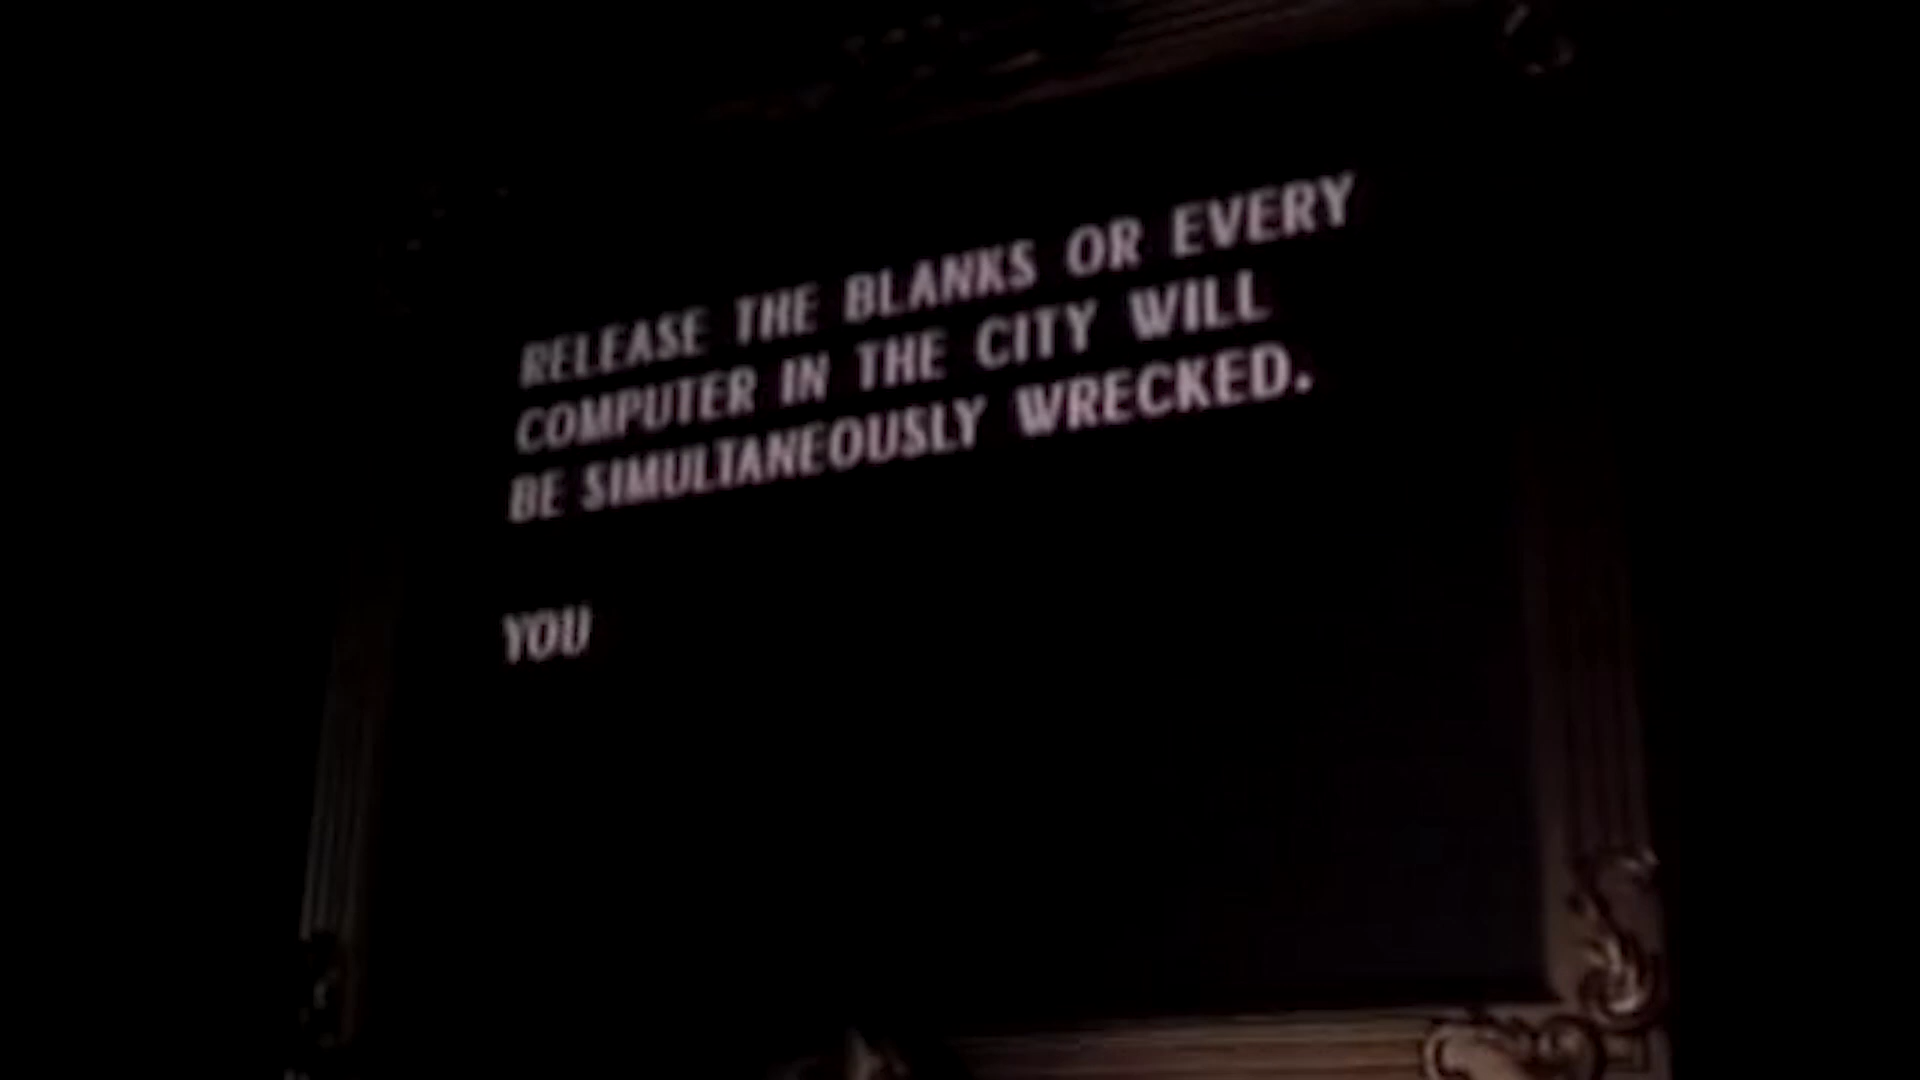 RELEASE THE BLANKS OR EVERY
COMPUTER IN THE CITY WILL
BE SIMULTANEOUSLY WRECKED.
YOU